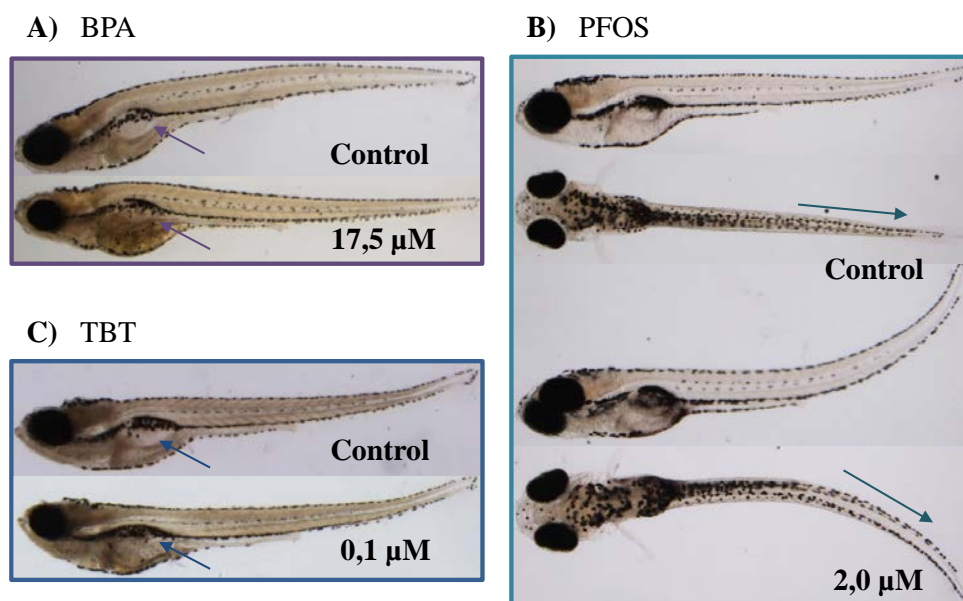 A) BPA
Control
17,5 µM
B) PFOS
Control
2,0 µM
C) TBT
Control
0,1 µM